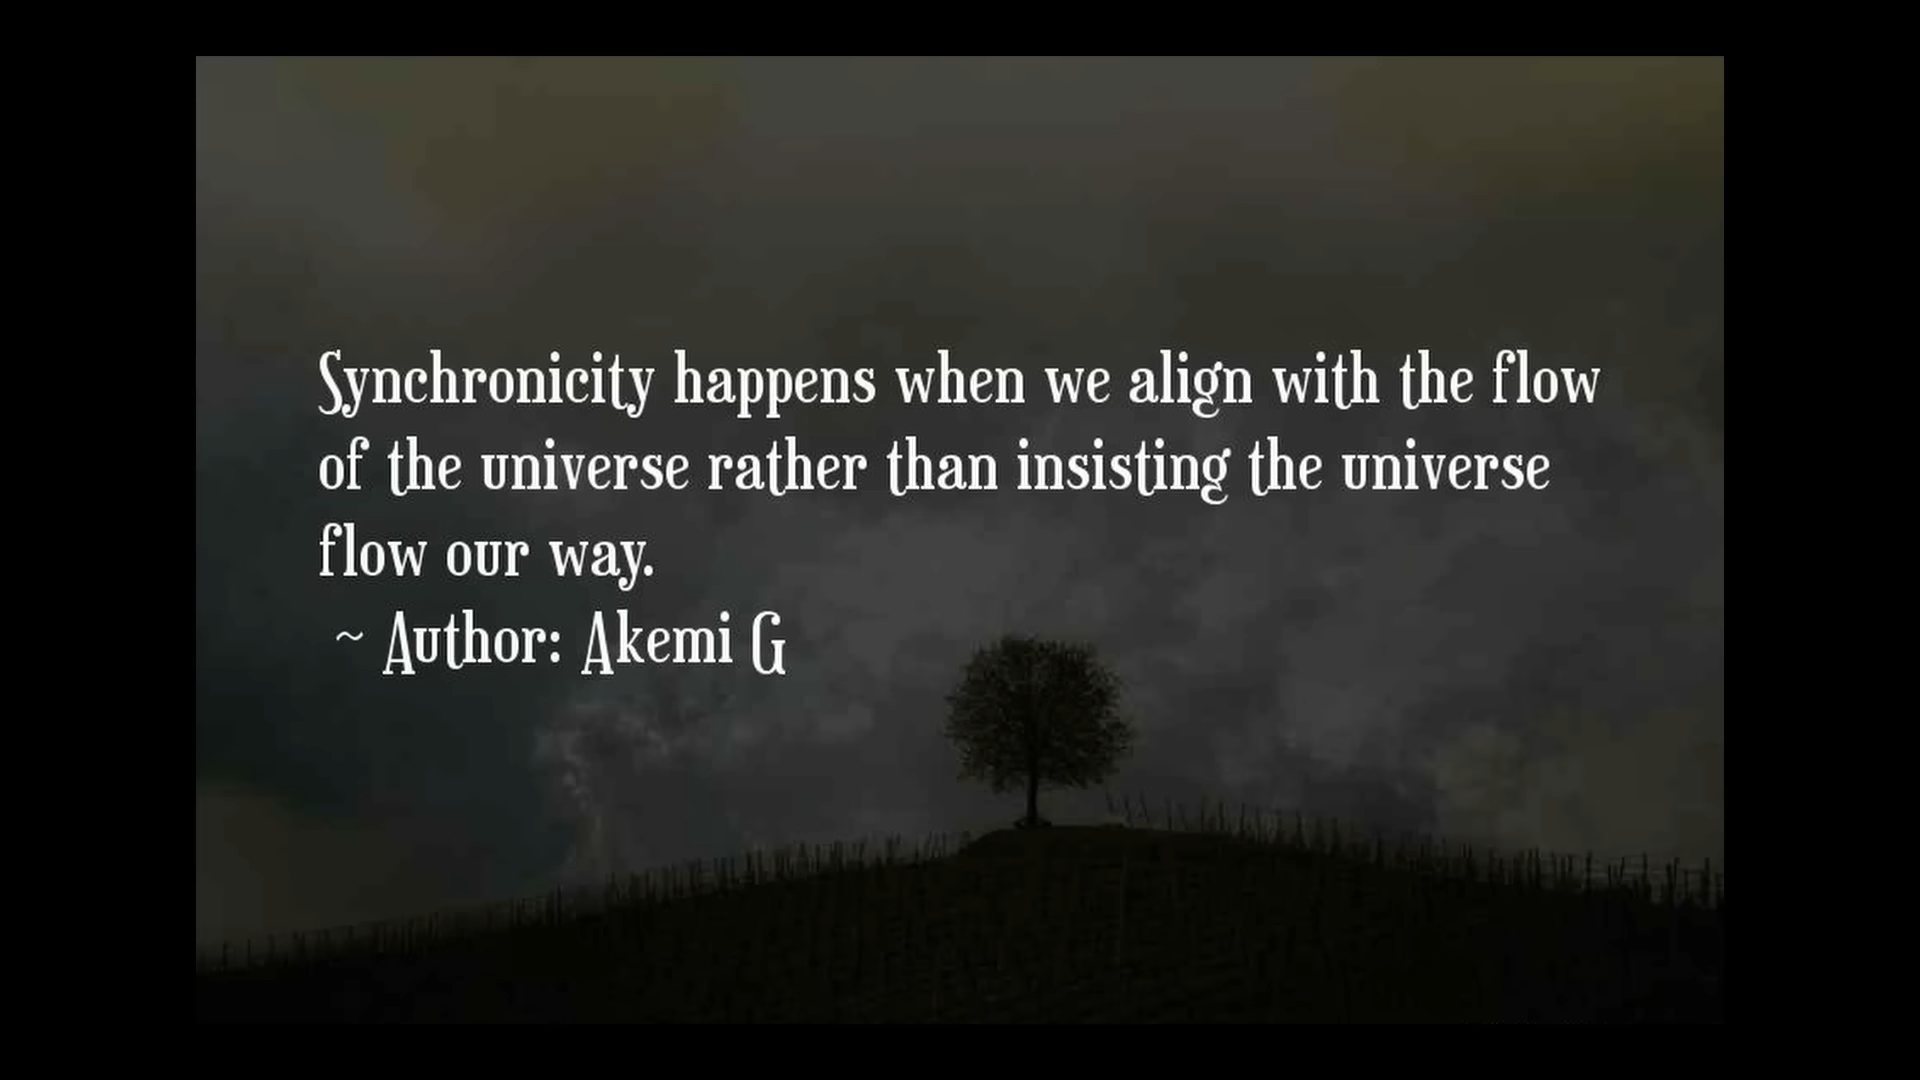 Synchronicity happens when we align with the flow
of the universe rather than insisting the universe
flow our way.
~ Author: Akemi G